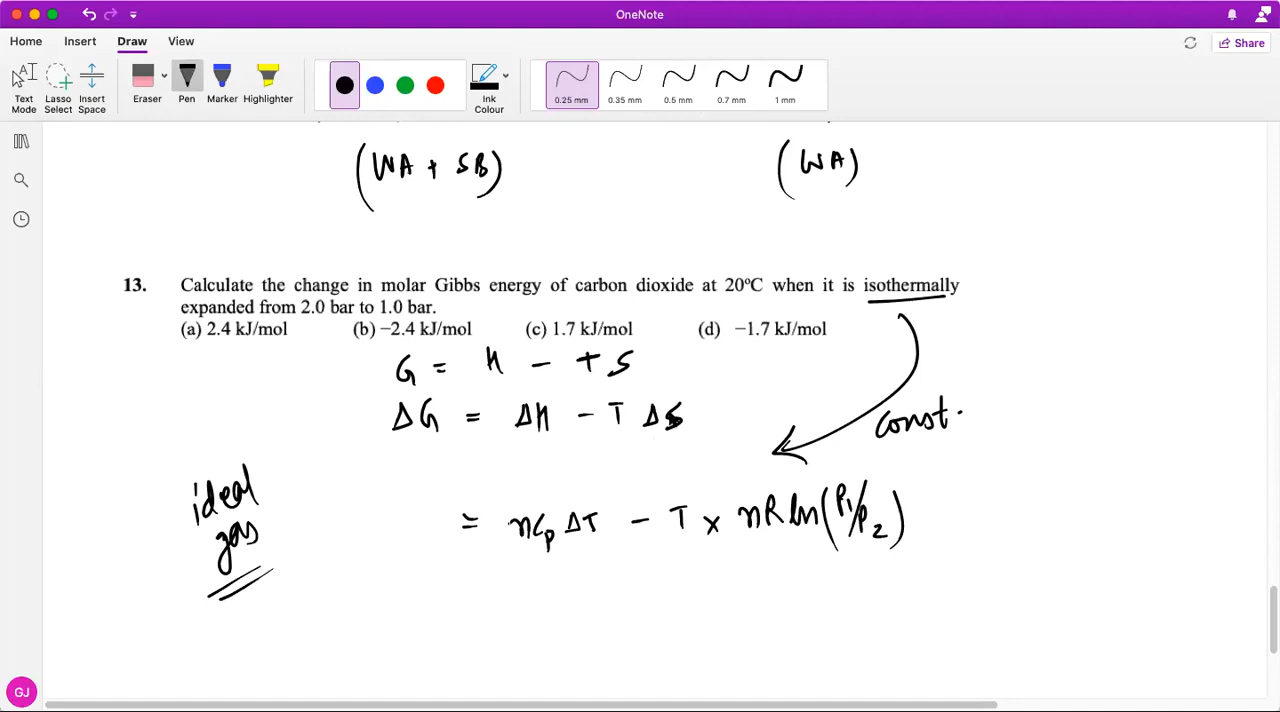 OneNote
Home Insert Draw View
Share
Text Mode
Lasso Select
Insert Space
Eraser
Pen
Marker
Highlighter
Ink Colour
0.25 mm
0.35 mm
0.5 mm
0.7 mm
1 mm
(WA + SB) (WA)
13. Calculate the change in molar Gibbs energy of carbon dioxide at 20ºC when it is isothermally
expanded from 2.0 bar to 1.0 bar.
(a) 2.4 kJ/mol (b) −2.4 kJ/mol (c) 1.7 kJ/mol (d) −1.7 kJ/mol
G = H - TS
ΔG = ΔH - T ΔS
const.
ideal
gas
= nCp ΔT - T × nR ln(P1/P2)
GJ